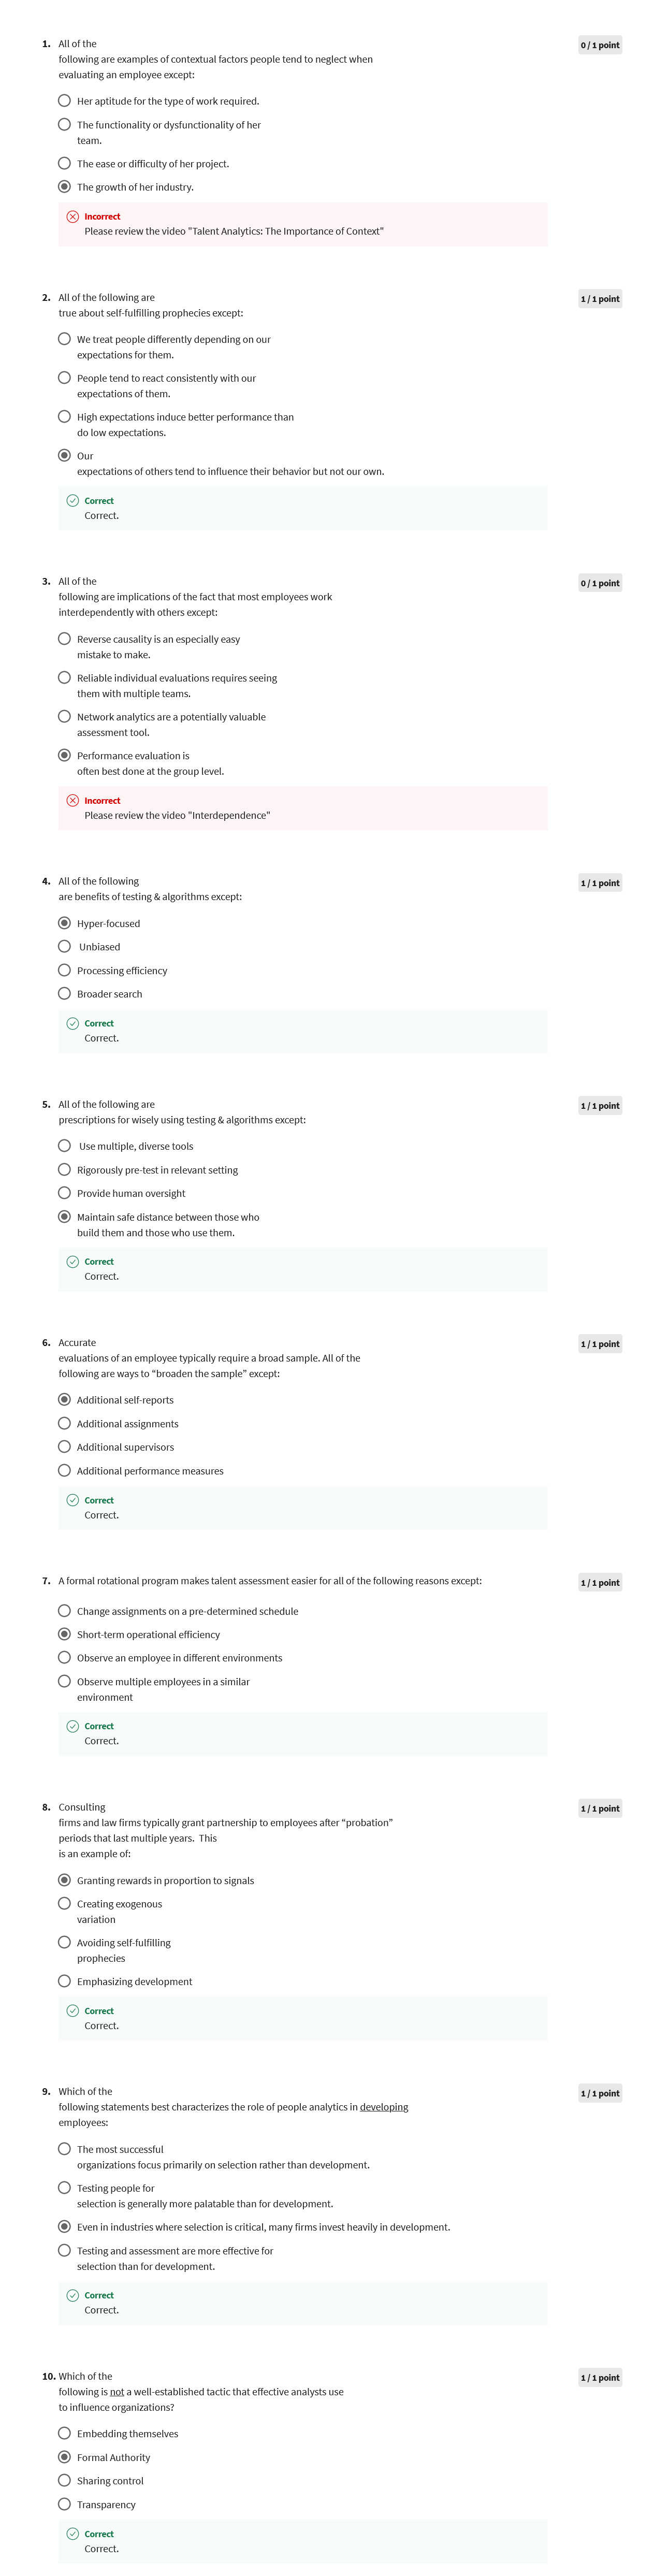 1. All of the
0 / 1 point
following are examples of contextual factors people tend to neglect when
evaluating an employee except:
Her aptitude for the type of work required.
The functionality or dysfunctionality of her
team.
The ease or difficulty of her project.
The growth of her industry.
Incorrect
Please review the video "Talent Analytics: The Importance of Context"
2. All of the following are
1 / 1 point
true about self-fulfilling prophecies except:
We treat people differently depending on our
expectations for them.
People tend to react consistently with our
expectations of them.
High expectations induce better performance than
do low expectations.
Our
expectations of others tend to influence their behavior but not our own.
Correct
Correct.
3. All of the
0 / 1 point
following are implications of the fact that most employees work
interdependently with others except:
Reverse causality is an especially easy
mistake to make.
Reliable individual evaluations requires seeing
them with multiple teams.
Network analytics are a potentially valuable
assessment tool.
Performance evaluation is
often best done at the group level.
Incorrect
Please review the video "Interdependence"
4. All of the following
1 / 1 point
are benefits of testing & algorithms except:
Hyper-focused
Unbiased
Processing efficiency
Broader search
Correct
Correct.
5. All of the following are
1 / 1 point
prescriptions for wisely using testing & algorithms except:
Use multiple, diverse tools
Rigorously pre-test in relevant setting
Provide human oversight
Maintain safe distance between those who
build them and those who use them.
Correct
Correct.
6. Accurate
1 / 1 point
evaluations of an employee typically require a broad sample. All of the
following are ways to “broaden the sample” except:
Additional self-reports
Additional assignments
Additional supervisors
Additional performance measures
Correct
Correct.
7. A formal rotational program makes talent assessment easier for all of the following reasons except:
1 / 1 point
Change assignments on a pre-determined schedule
Short-term operational efficiency
Observe an employee in different environments
Observe multiple employees in a similar
environment
Correct
Correct.
8. Consulting
1 / 1 point
firms and law firms typically grant partnership to employees after “probation”
periods that last multiple years. This
is an example of:
Granting rewards in proportion to signals
Creating exogenous
variation
Avoiding self-fulfilling
prophecies
Emphasizing development
Correct
Correct.
9. Which of the
1 / 1 point
following statements best characterizes the role of people analytics in developing
employees:
The most successful
organizations focus primarily on selection rather than development.
Testing people for
selection is generally more palatable than for development.
Even in industries where selection is critical, many firms invest heavily in development.
Testing and assessment are more effective for
selection than for development.
Correct
Correct.
10. Which of the
1 / 1 point
following is not a well-established tactic that effective analysts use
to influence organizations?
Embedding themselves
Formal Authority
Sharing control
Transparency
Correct
Correct.